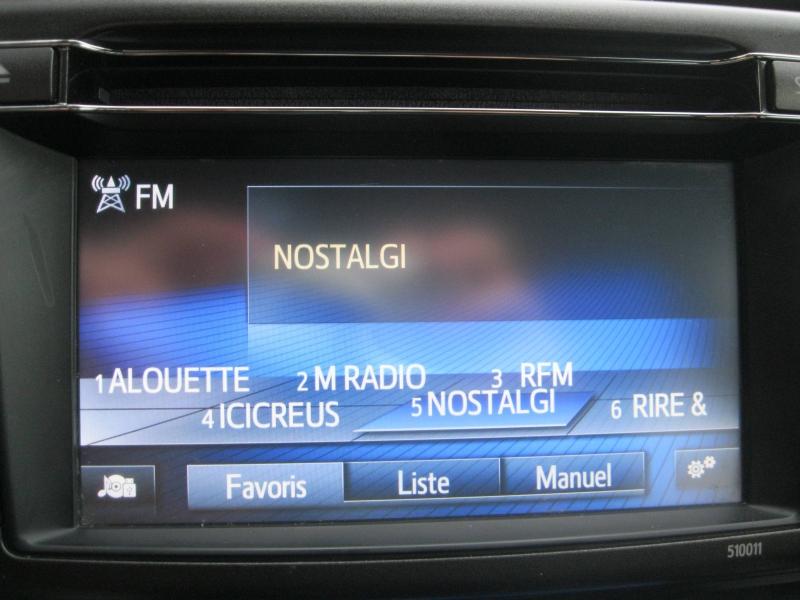 FM
NOSTALGI
1 ALOUETTE 2 M RADIO 3 RFM
4 ICICREUS 5 NOSTALGI 6 RIRE &
Favoris Liste Manuel
510011